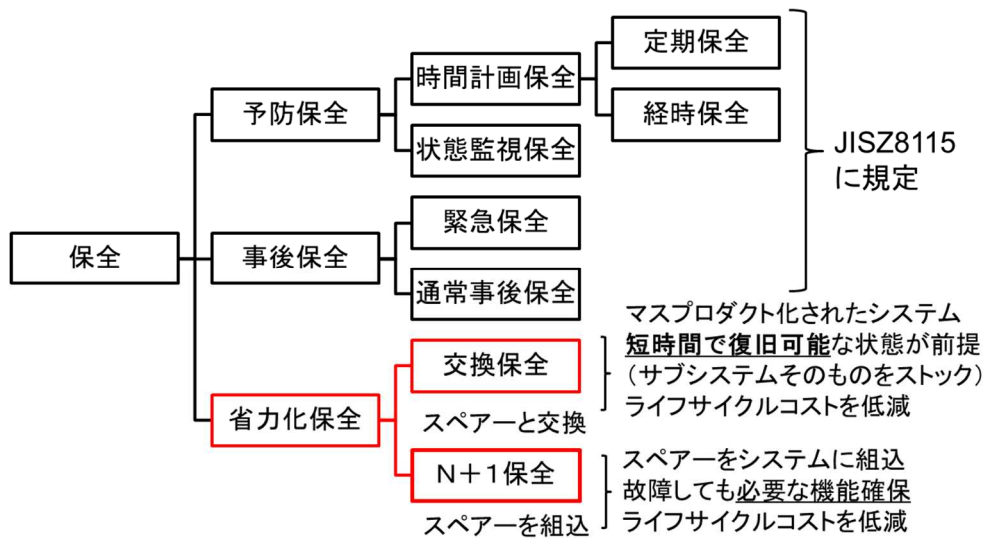 定期保全
時間計画保全
予防保全
経時保全
状態監視保全
JISZ8115
に規定
緊急保全
保全
事後保全
通常事後保全
マスプロダクト化されたシステム
短時間で復旧可能な状態が前提
(サブシステムそのものをストック)
ライフサイクルコストを低減
交換保全
スペアーと交換
省力化保全
N+1保全
スペアーを組込
スペアーをシステムに組込
故障しても必要な機能確保
ライフサイクルコストを低減